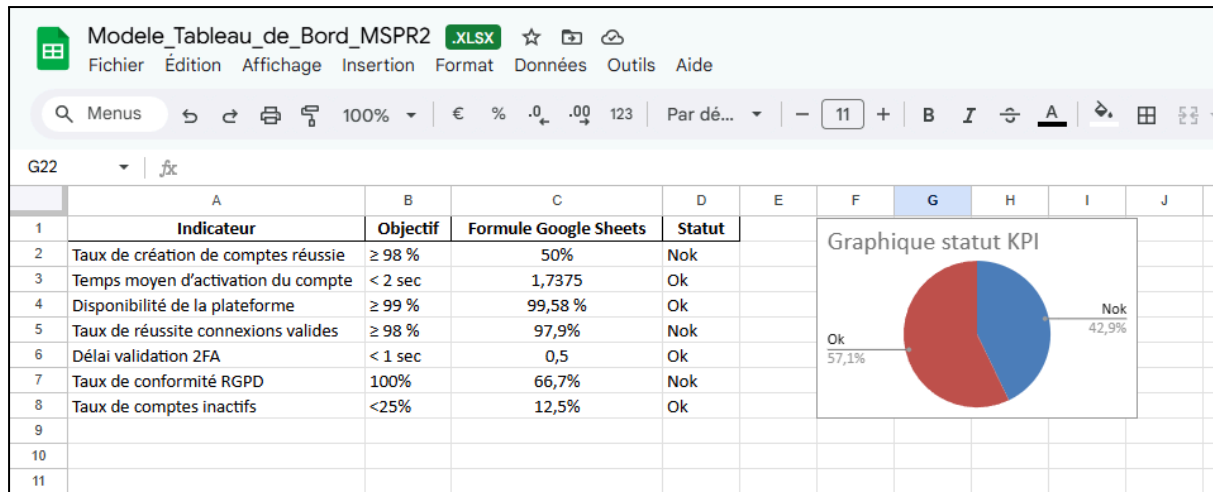 Modele_Tableau_de_Bord_MSPR2 .XLSX
Fichier Édition Affichage Insertion Format Données Outils Aide
Menus 100% € % .0 .00 123 Par dé... 11 B I A
G22 fx
A B C D E F G H I J
1 Indicateur Objectif Formule Google Sheets Statut
2 Taux de création de comptes réussie ≥ 98 % 50% Nok
3 Temps moyen d’activation du compte < 2 sec 1,7375 Ok
4 Disponibilité de la plateforme ≥ 99 % 99,58 % Ok
5 Taux de réussite connexions valides ≥ 98 % 97,9% Nok
6 Délai validation 2FA < 1 sec 0,5 Ok
7 Taux de conformité RGPD 100% 66,7% Nok
8 Taux de comptes inactifs <25% 12,5% Ok
9
10
11
Graphique statut KPI
Nok
42,9%
Ok
57,1%